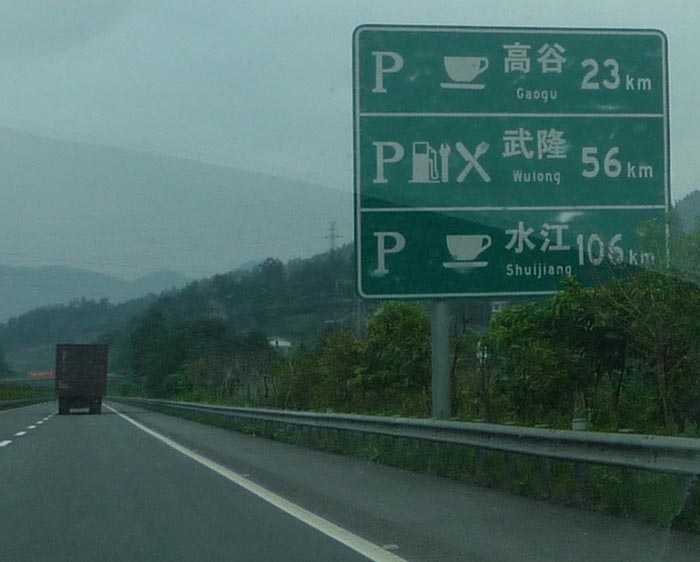 P 高谷 23 km
Gaogu
P 武隆 56 km
Wulong
P 水江 106 km
Shuijiang